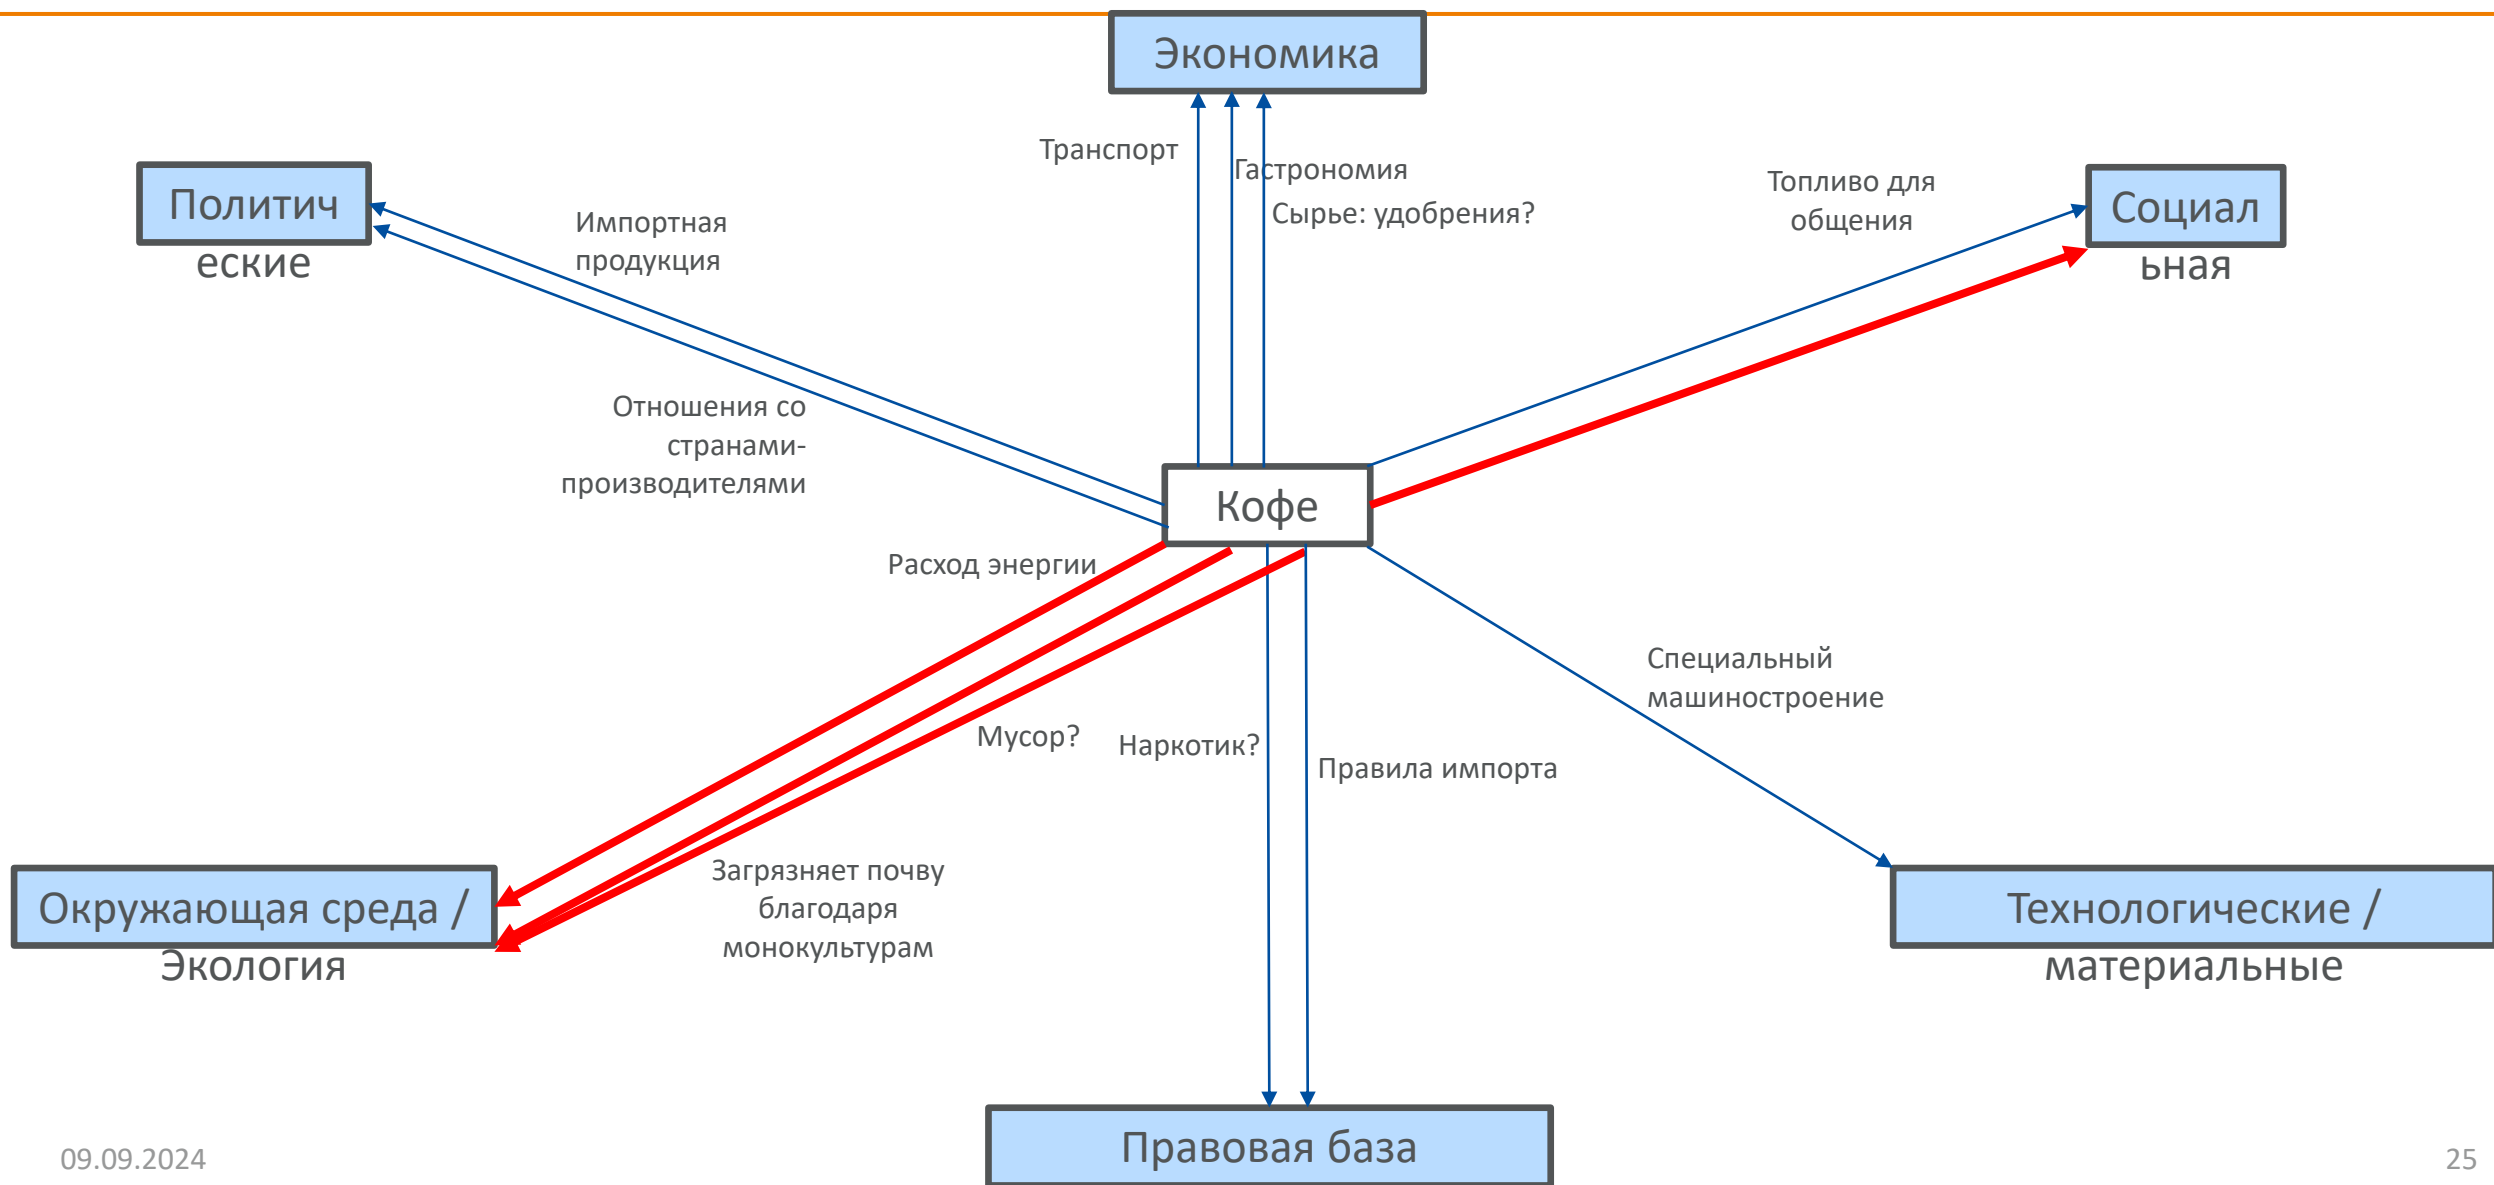 Экономика
Транспорт
Гастрономия
Сырье: удобрения?
Политич
еские
Импортная
продукция
Топливо для
общения
Социал
ьная
Отношения со
странами-
производителями
Кофе
Расход энергии
Специальный
машиностроение
Мусор?
Наркотик?
Правила импорта
Загрязняет почву
благодаря
монокультурам
Окружающая среда /
Экология
Технологические /
материальные
Правовая база
09.09.2024
25